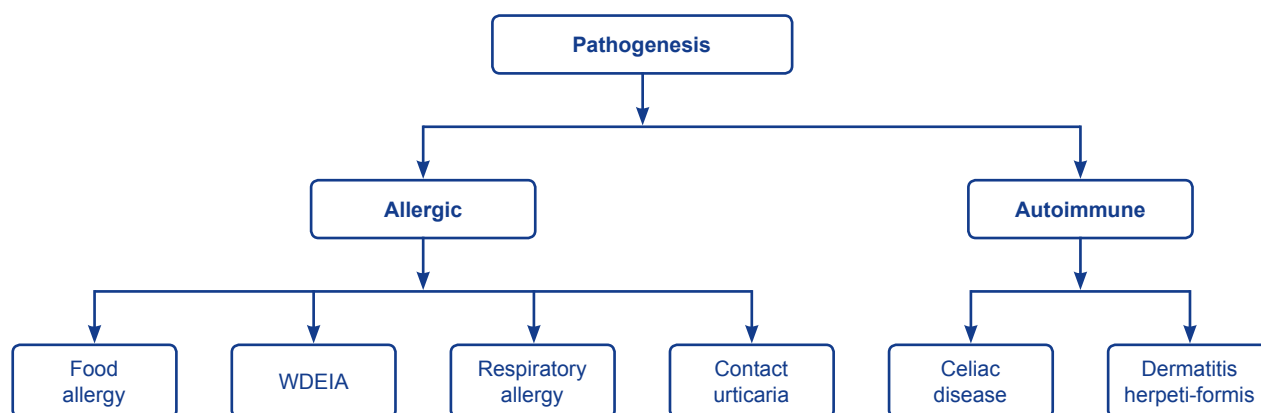 Pathogenesis
Allergic
Autoimmune
Food
allergy
WDEIA
Respiratory
allergy
Contact
urticaria
Celiac
disease
Dermatitis
herpeti-formis